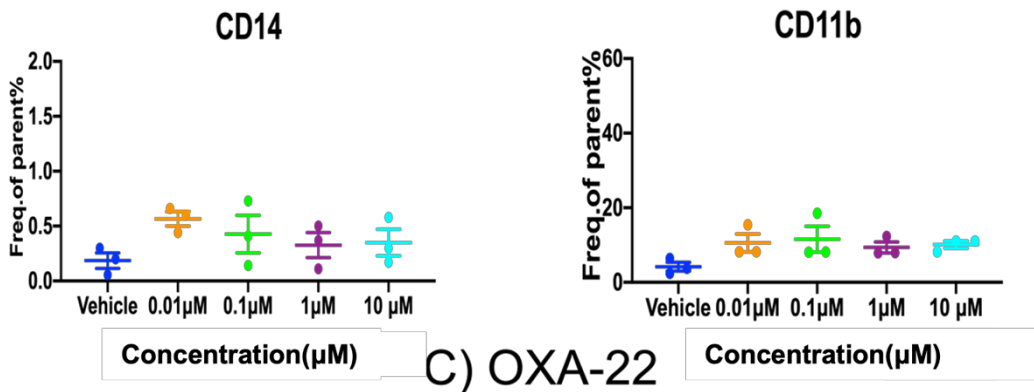 CD14
Freq.of parent%
2.0
1.5
1.0
0.5
0.0
Vehicle 0.01µM 0.1µM 1µM 10 µM
Concentration(µM)
CD11b
Freq.of parent%
60
40
20
0
Vehicle 0.01µM 0.1µM 1µM 10 µM
Concentration(µM)
C) OXA-22